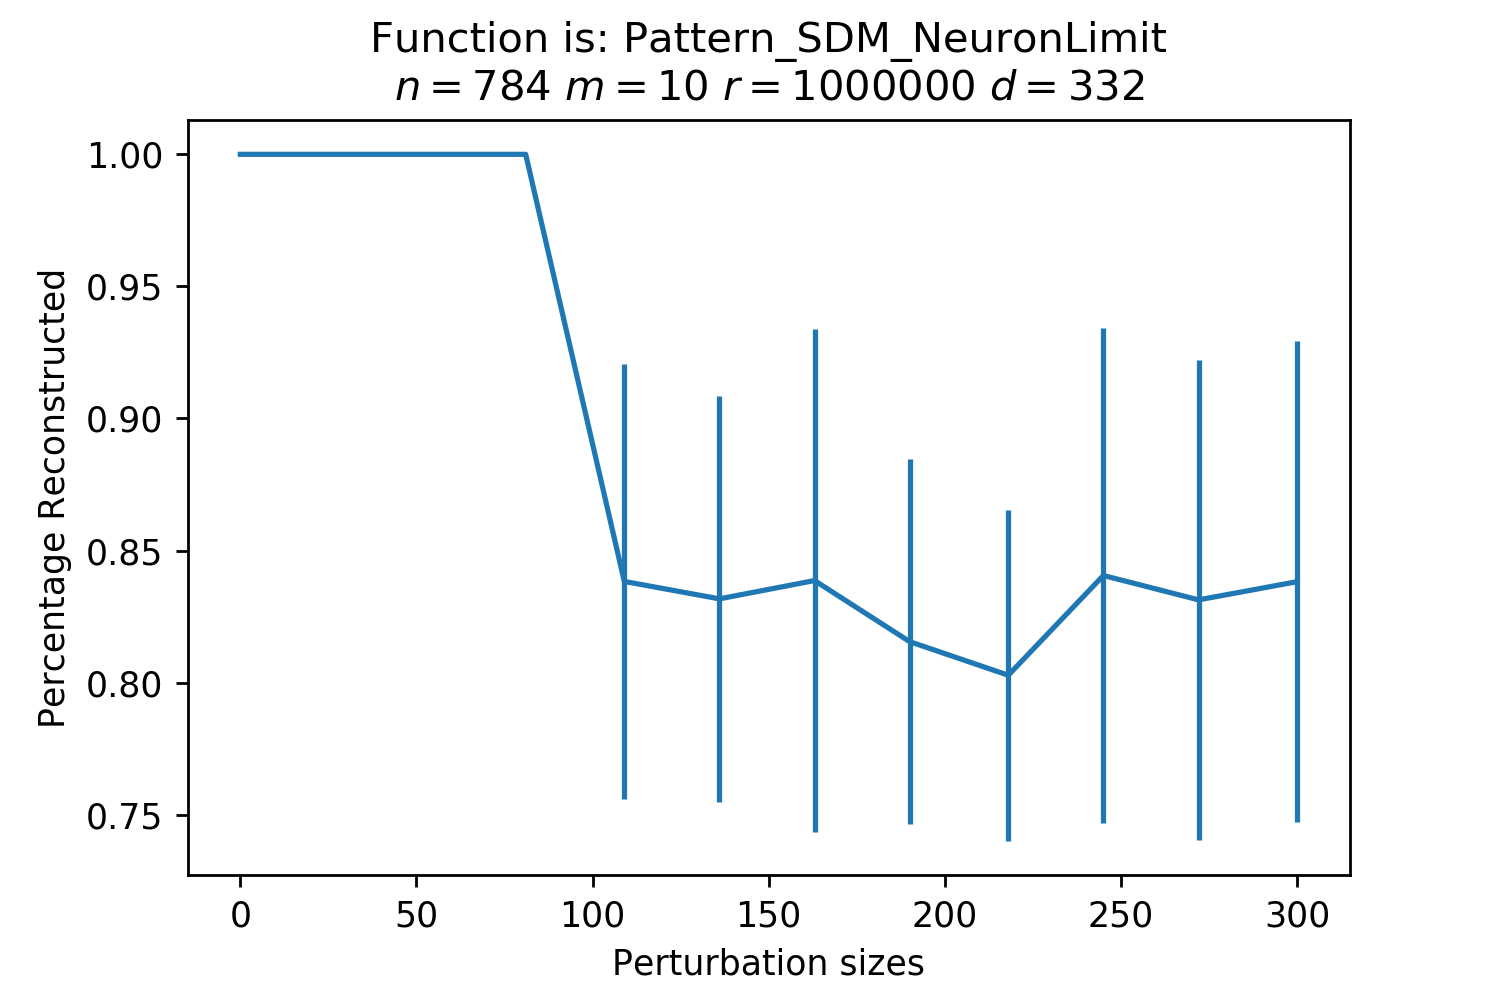 Function is: Pattern_SDM_NeuronLimit
n = 784 m = 10 r = 1000000 d = 332
Percentage Reconstructed
1.00
0.95
0.90
0.85
0.80
0.75
0 50 100 150 200 250 300
Perturbation sizes